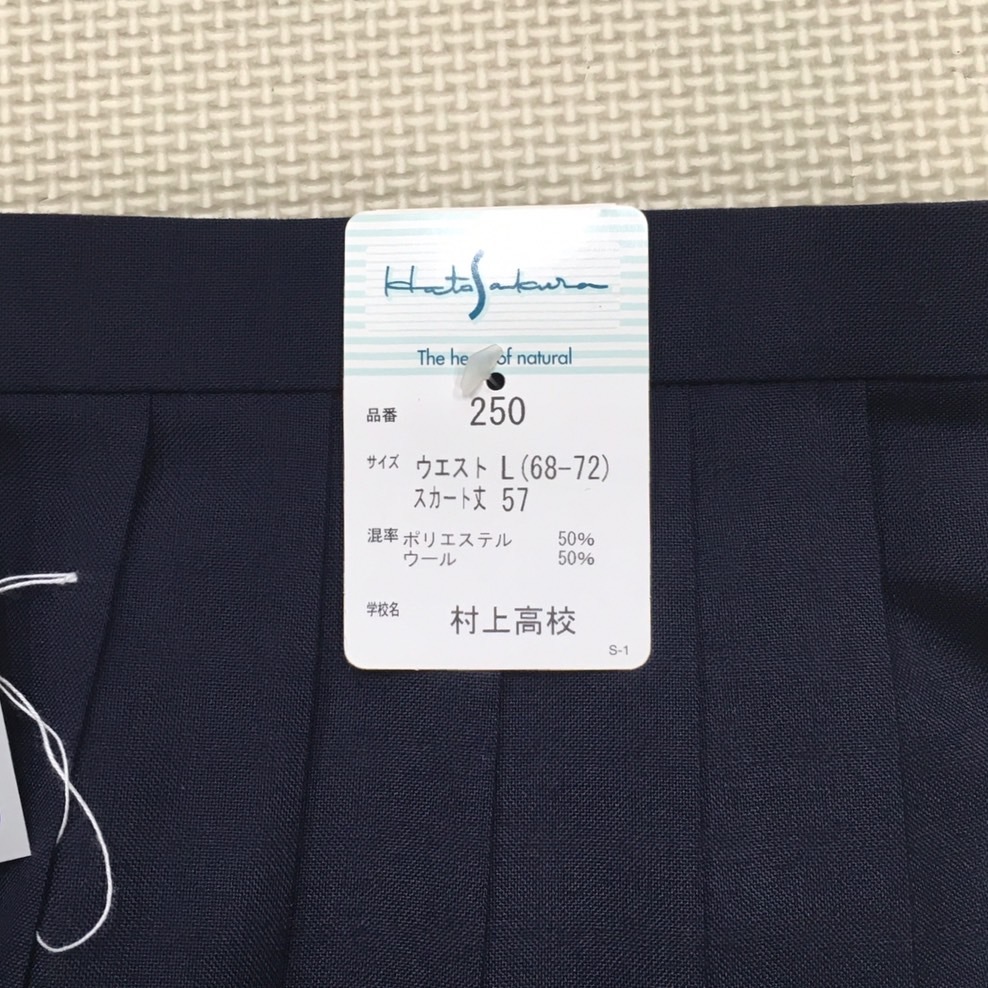 HatoSakura
The he of natural
品番 250
サイズ ウエスト L(68-72)
スカート丈 57
混率 ポリエステル 50%
ウール 50%
学校名 村上高校
S-1